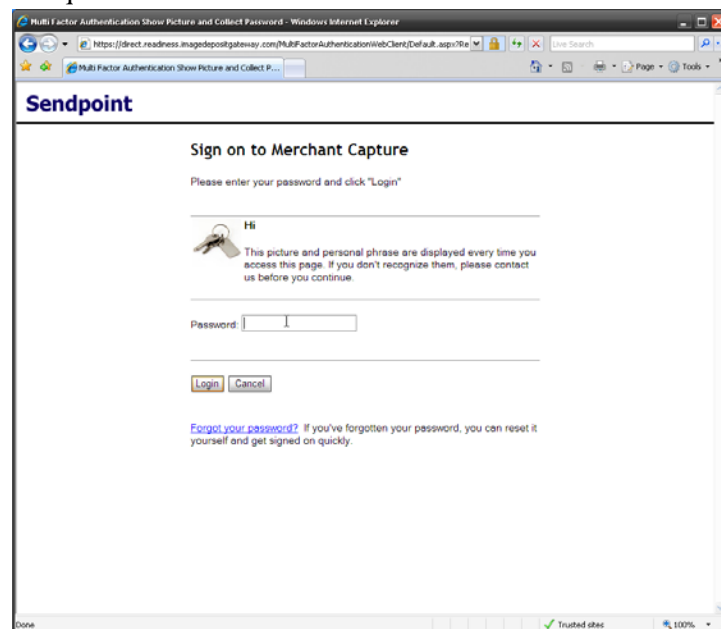 Multi Factor Authentication Show Picture and Collect Password - Windows Internet Explorer
https://direct.readiness.imagedepositgateway.com/MultiFactorAuthenticationWebClient/Default.aspx?Re
Live Search
Multi Factor Authentication Show Picture and Collect P...
Page
Tools
Sendpoint
Sign on to Merchant Capture
Please enter your password and click "Login"
Hi
This picture and personal phrase are displayed every time you
access this page. If you don't recognize them, please contact
us before you continue.
Password:
Login Cancel
Forgot your password? If you've forgotten your password, you can reset it
yourself and get signed on quickly.
Done
Trusted sites
100%